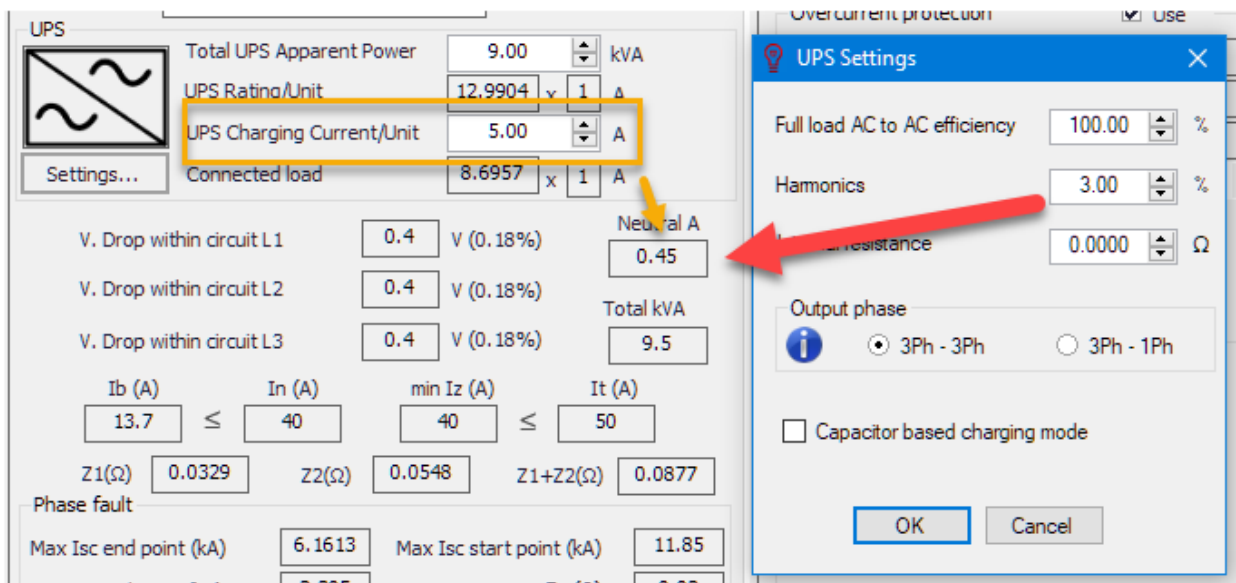 UPS
Total UPS Apparent Power 9.00 kVA
UPS Rating/Unit 12.9904 x 1 A
UPS Charging Current/Unit 5.00 A
Settings... Connected load 8.6957 x 1 A
Neutral A
V. Drop within circuit L1 0.4 V (0.18%) 0.45
V. Drop within circuit L2 0.4 V (0.18%)
Total kVA
V. Drop within circuit L3 0.4 V (0.18%) 9.5
Ib (A) In (A) min Iz (A) It (A)
13.7 ≤ 40 40 ≤ 50
Z1(Ω) 0.0329 Z2(Ω) 0.0548 Z1+Z2(Ω) 0.0877
Phase fault
Max Isc end point (kA) 6.1613 Max Isc start point (kA) 11.85
Overcurrent protection Use
UPS Settings
Full load AC to AC efficiency 100.00 %
Harmonics 3.00 %
resistance 0.0000 Ω
Output phase
3Ph - 3Ph 3Ph - 1Ph
Capacitor based charging mode
OK Cancel